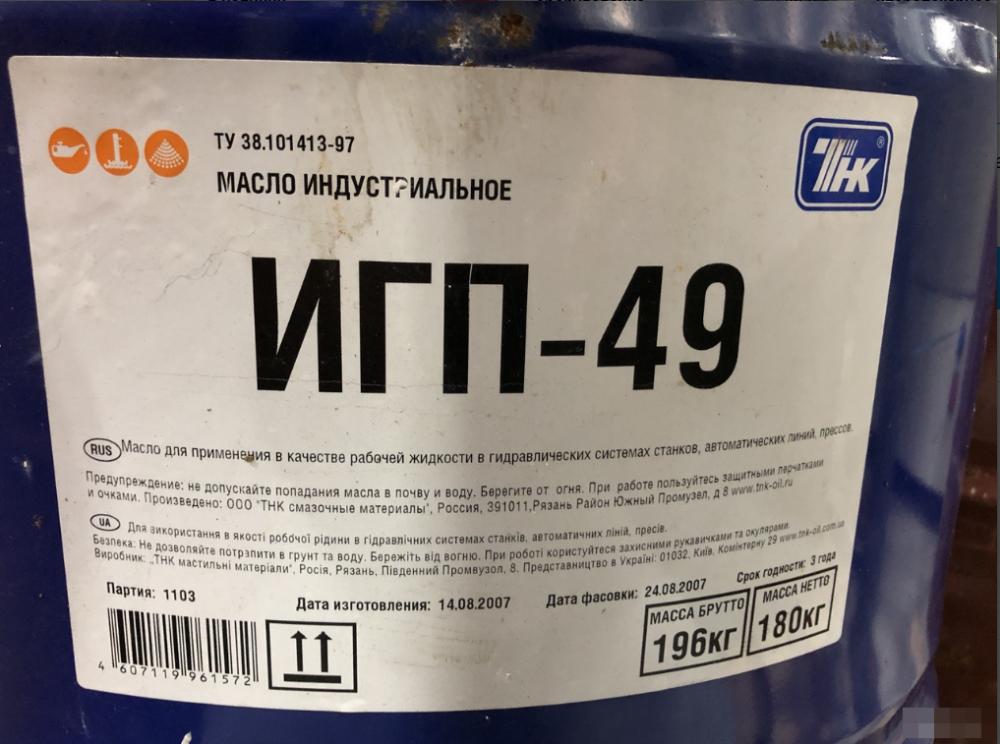 ТУ 38.101413-97
ТНК®
МАСЛО ИНДУСТРИАЛЬНОЕ
ИГП-49
RUS Масло для применения в качестве рабочей жидкости в гидравлических системах станков, автоматических линий, прессов.
Предупреждение: не допускайте попадания масла в почву и воду. Берегите от огня. При работе пользуйтесь защитными перчатками
и очками. Произведено: ООО "ТНК смазочные материалы", Россия, 391011,Рязань Район Южный Промузел, д 8 www.tnk-oil.ru
UA Для використання в якості робочої рідини в гідравлічних системах станків, автоматичних ліній, пресів.
Безпека: Не дозволяйте потрапити в грунт та воду. Бережіть від вогню. При роботі користуйтеся захисними рукавичками та окулярами.
Виробник: „ТНК мастильні матеріали", Росія, Рязань, Південний Промвузол, 8. Представництво в Україні: 01032, Київ, Комінтерну 29 www.tnk-oil.com.ua
Партия: 1103
Дата изготовления: 14.08.2007
Дата фасовки: 24.08.2007
Срок годности: 3 года
МАССА БРУТТО
196кг
МАССА НЕТТО
180кг
4 607119 961572